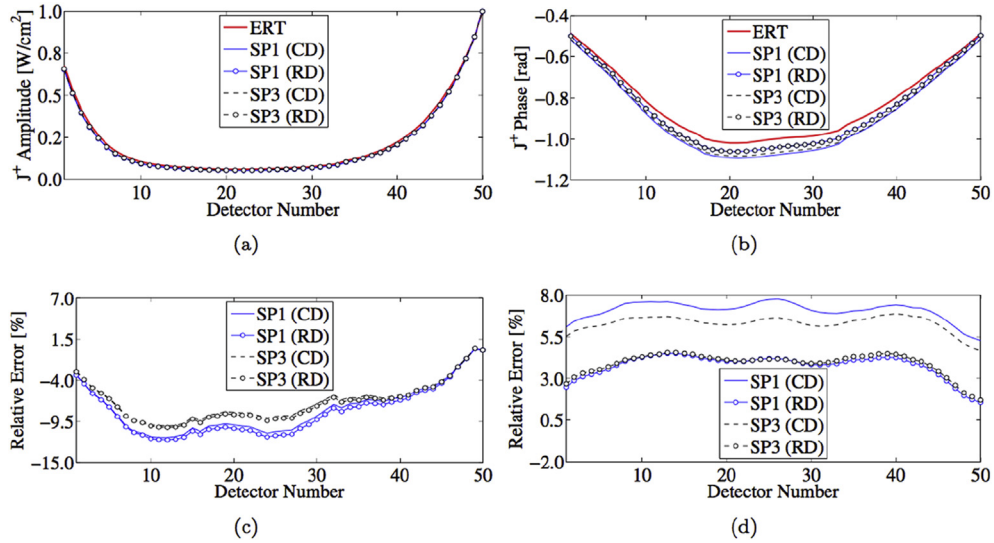 J⁺ Amplitude [W/cm²]
1.0
0.8
0.5
0.2
0.0
10
20
30
40
50
Detector Number
ERT
SP1 (CD)
SP1 (RD)
SP3 (CD)
SP3 (RD)
(a)
J⁺ Phase [rad]
−0.4
−0.6
−0.8
−1.0
−1.2
10
20
30
40
50
Detector Number
ERT
SP1 (CD)
SP1 (RD)
SP3 (CD)
SP3 (RD)
(b)
Relative Error [%]
7.0
1.5
−4.0
−9.5
−15.0
10
20
30
40
50
Detector Number
SP1 (CD)
SP1 (RD)
SP3 (CD)
SP3 (RD)
(c)
Relative Error [%]
8.0
5.5
3.0
0.5
−2.0
10
20
30
40
50
Detector Number
SP1 (CD)
SP1 (RD)
SP3 (CD)
SP3 (RD)
(d)